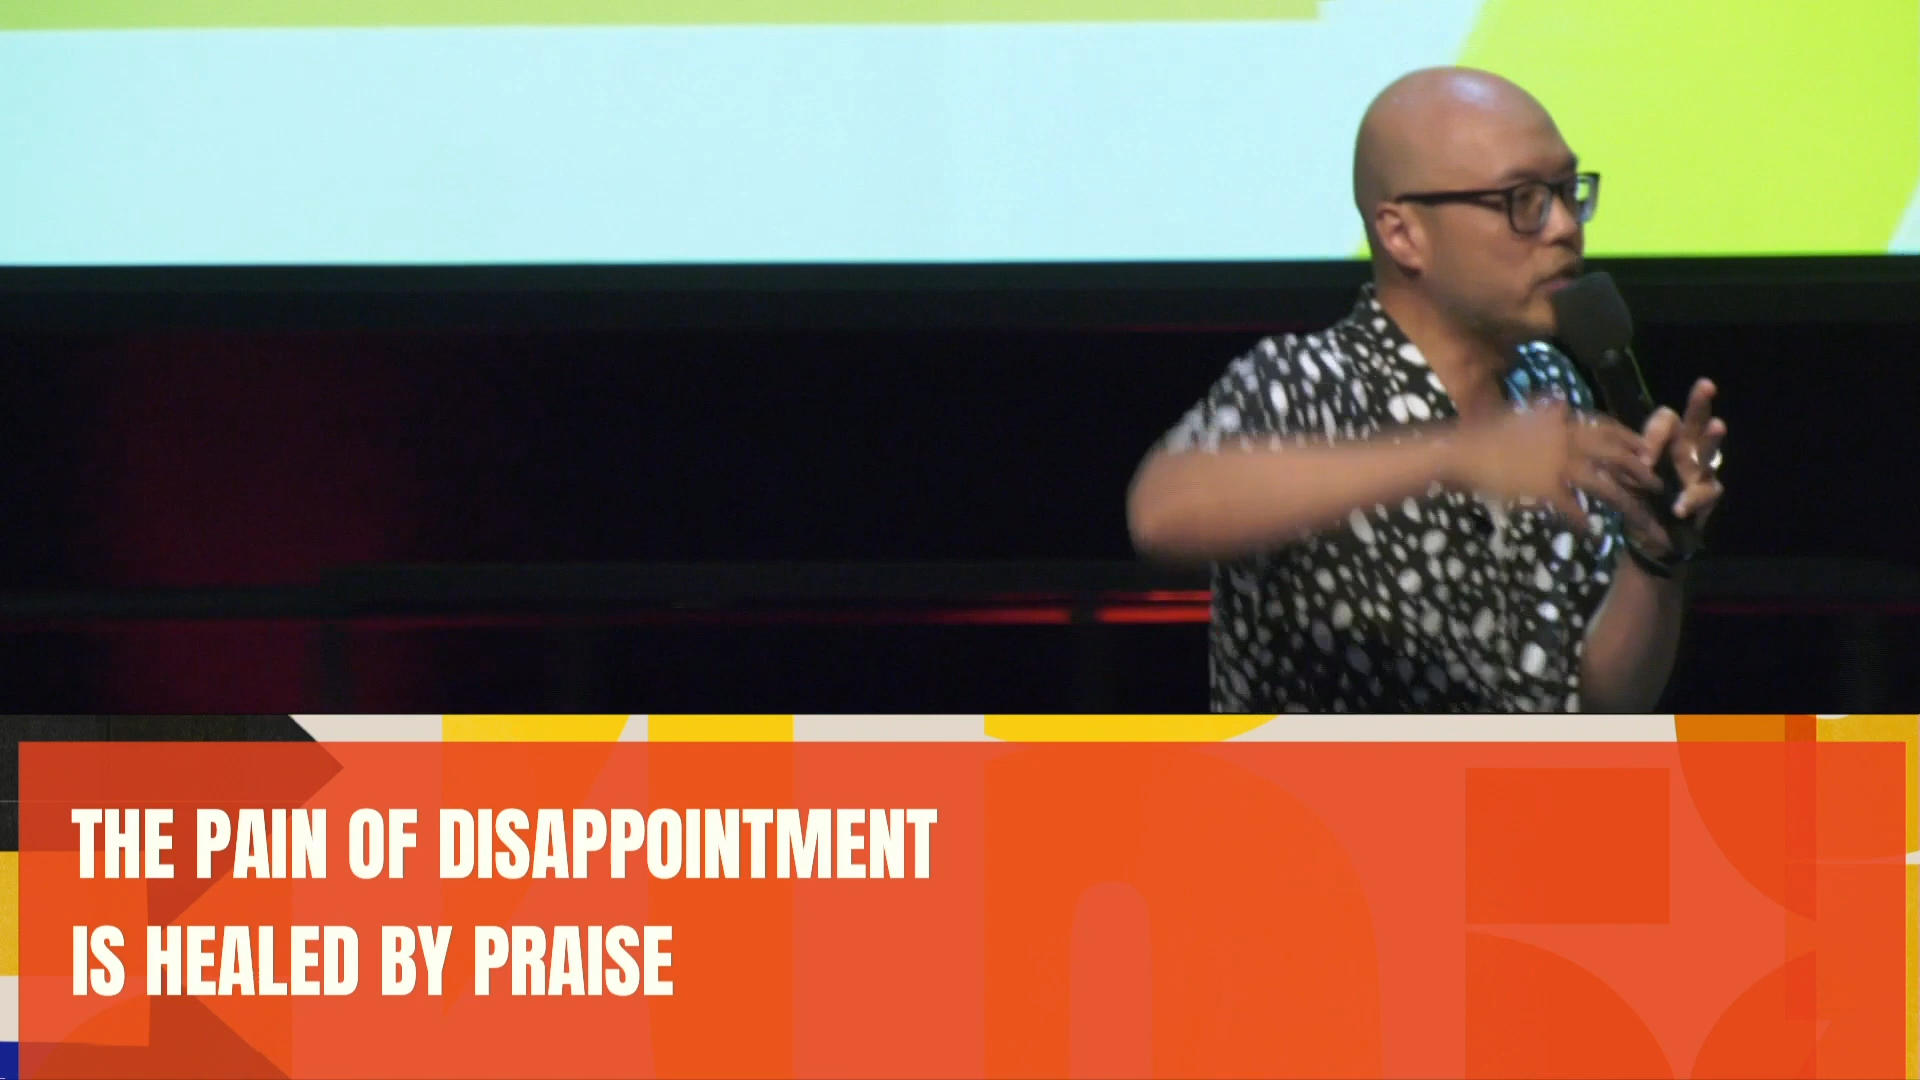 THE PAIN OF DISAPPOINTMENT
IS HEALED BY PRAISE